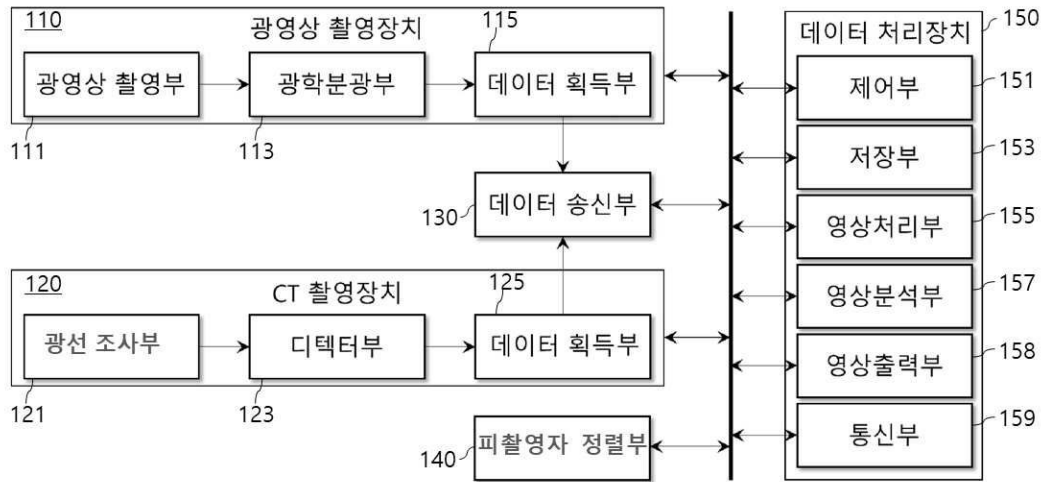 110
광영상 촬영장치
115
광영상 촬영부
광학분광부
데이터 획득부
111
113
130
데이터 송신부
120
CT 촬영장치
125
광선 조사부
디텍터부
데이터 획득부
121
123
140
피촬영자 정렬부
데이터 처리장치
150
제어부
151
저장부
153
영상처리부
155
영상분석부
157
영상출력부
158
통신부
159